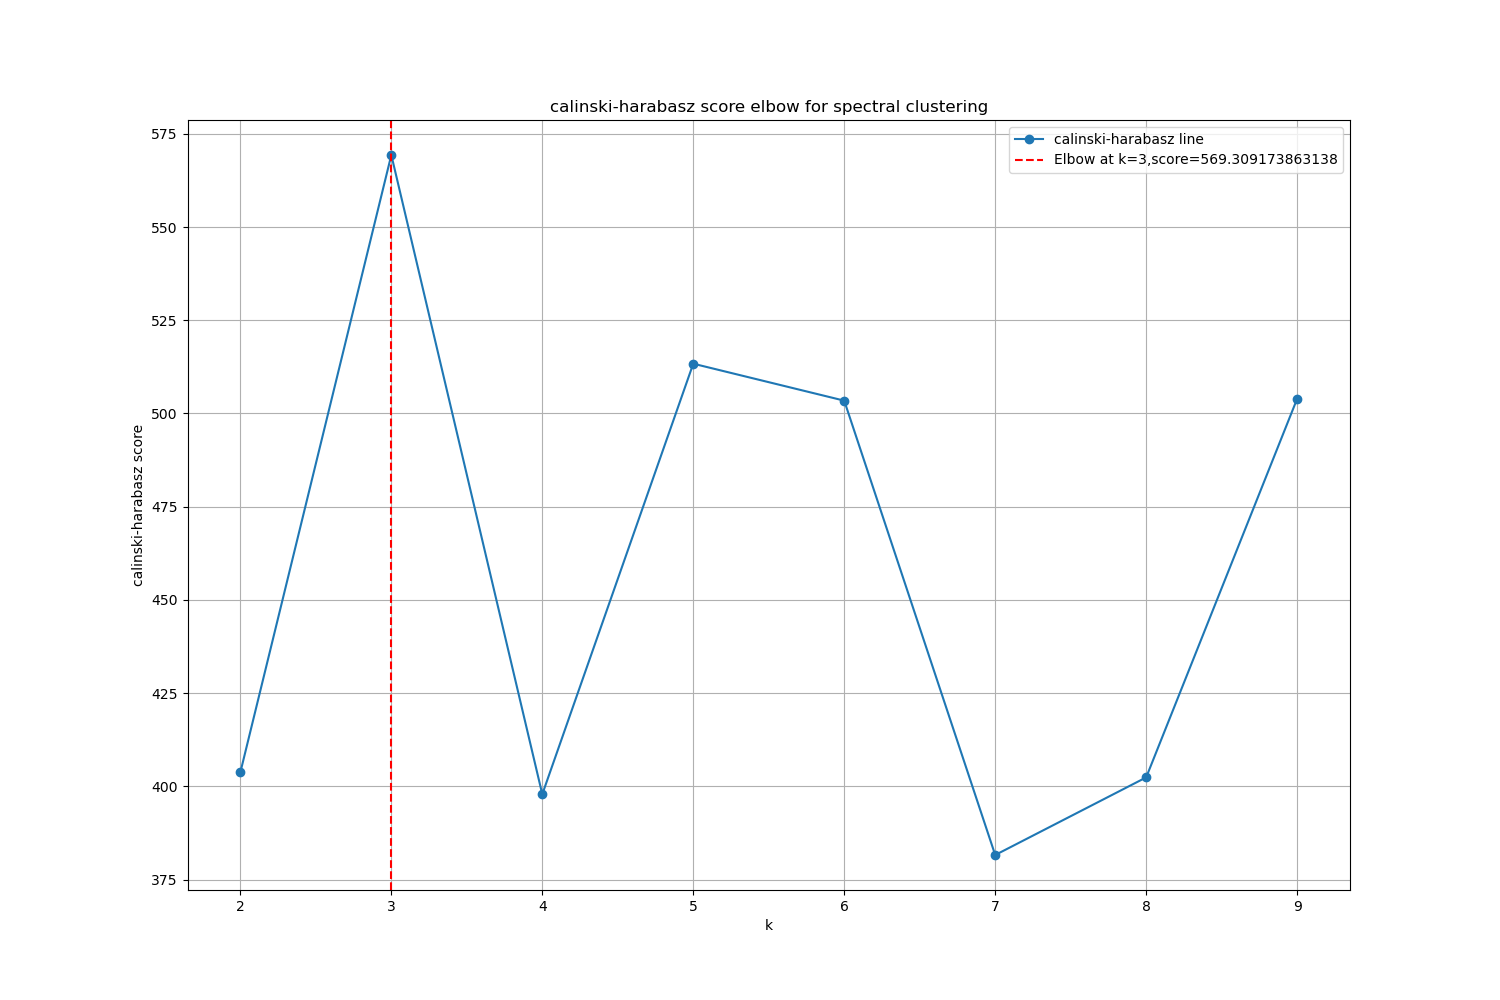 calinski-harabasz score elbow for spectral clustering
calinski-harabasz line
Elbow at k=3,score=569.309173863138
575
550
525
500
475
450
425
400
375
calinski-harabasz score
2 3 4 5 6 7 8 9
k